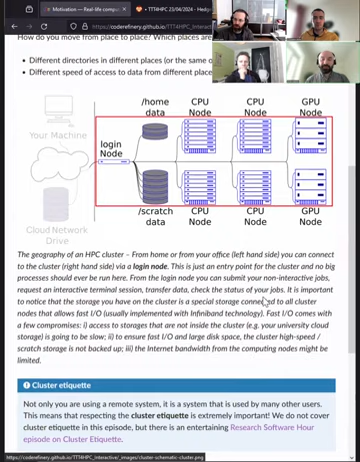 Motivation — Real-life compu
TTT4HPC 23/04/2024 - Hedg
https://coderefinery.github.io/TTT4HPC_Interac
How do you move from place to place? Which places are
Different directories in different places (or the same o
Different speed of access to data from different place
/home data
CPU Node
CPU Node
GPU Node
Your Machine
login Node
Cloud Network Drive
/scratch data
CPU Node
CPU Node
GPU Node
The geography of an HPC cluster – From home or from your office (left hand side) you can connect
to the cluster (right hand side) via a login node. This is just an entry point for the cluster and no big
processes should ever be run here. From the login node you can submit your non-interactive jobs,
request an interactive terminal session, transfer data, check the status of your jobs. It is important
to notice that the storage you have on the cluster is a special storage connected to all cluster
nodes that allows fast I/O (usually implemented with Infiniband technology). Fast I/O comes with
a few compromises: i) access to storages that are not inside the cluster (e.g. your university cloud
storage) is going to be slow; ii) to ensure fast I/O and large disk space, the cluster high-speed /
scratch storage is not backed up; iii) the Internet bandwidth from the computing nodes might be
limited.
Cluster etiquette
Not only you are using a remote system, it is a system that is used by many other users.
This means that respecting the cluster etiquette is extremely important! We do not cover
cluster etiquette in this episode, but there is an entertaining Research Software Hour
episode on Cluster Etiquette.
https://coderefinery.github.io/TTT4HPC_Interactive/_images/cluster-schematic-cluster.png